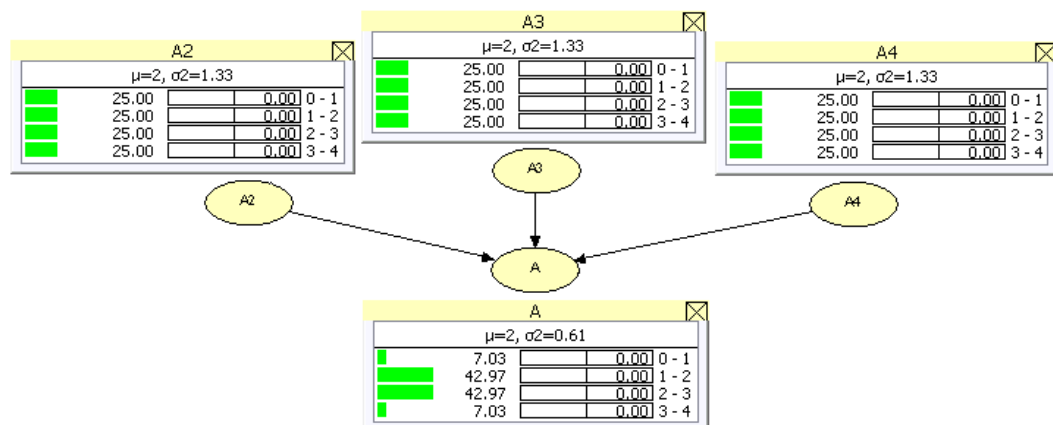 A3
μ=2, σ2=1.33
25.00 0.00 0 - 1
25.00 0.00 1 - 2
25.00 0.00 2 - 3
25.00 0.00 3 - 4
A2
μ=2, σ2=1.33
25.00 0.00 0 - 1
25.00 0.00 1 - 2
25.00 0.00 2 - 3
25.00 0.00 3 - 4
A4
μ=2, σ2=1.33
25.00 0.00 0 - 1
25.00 0.00 1 - 2
25.00 0.00 2 - 3
25.00 0.00 3 - 4
A3
A2
A4
A
A
μ=2, σ2=0.61
7.03 0.00 0 - 1
42.97 0.00 1 - 2
42.97 0.00 2 - 3
7.03 0.00 3 - 4